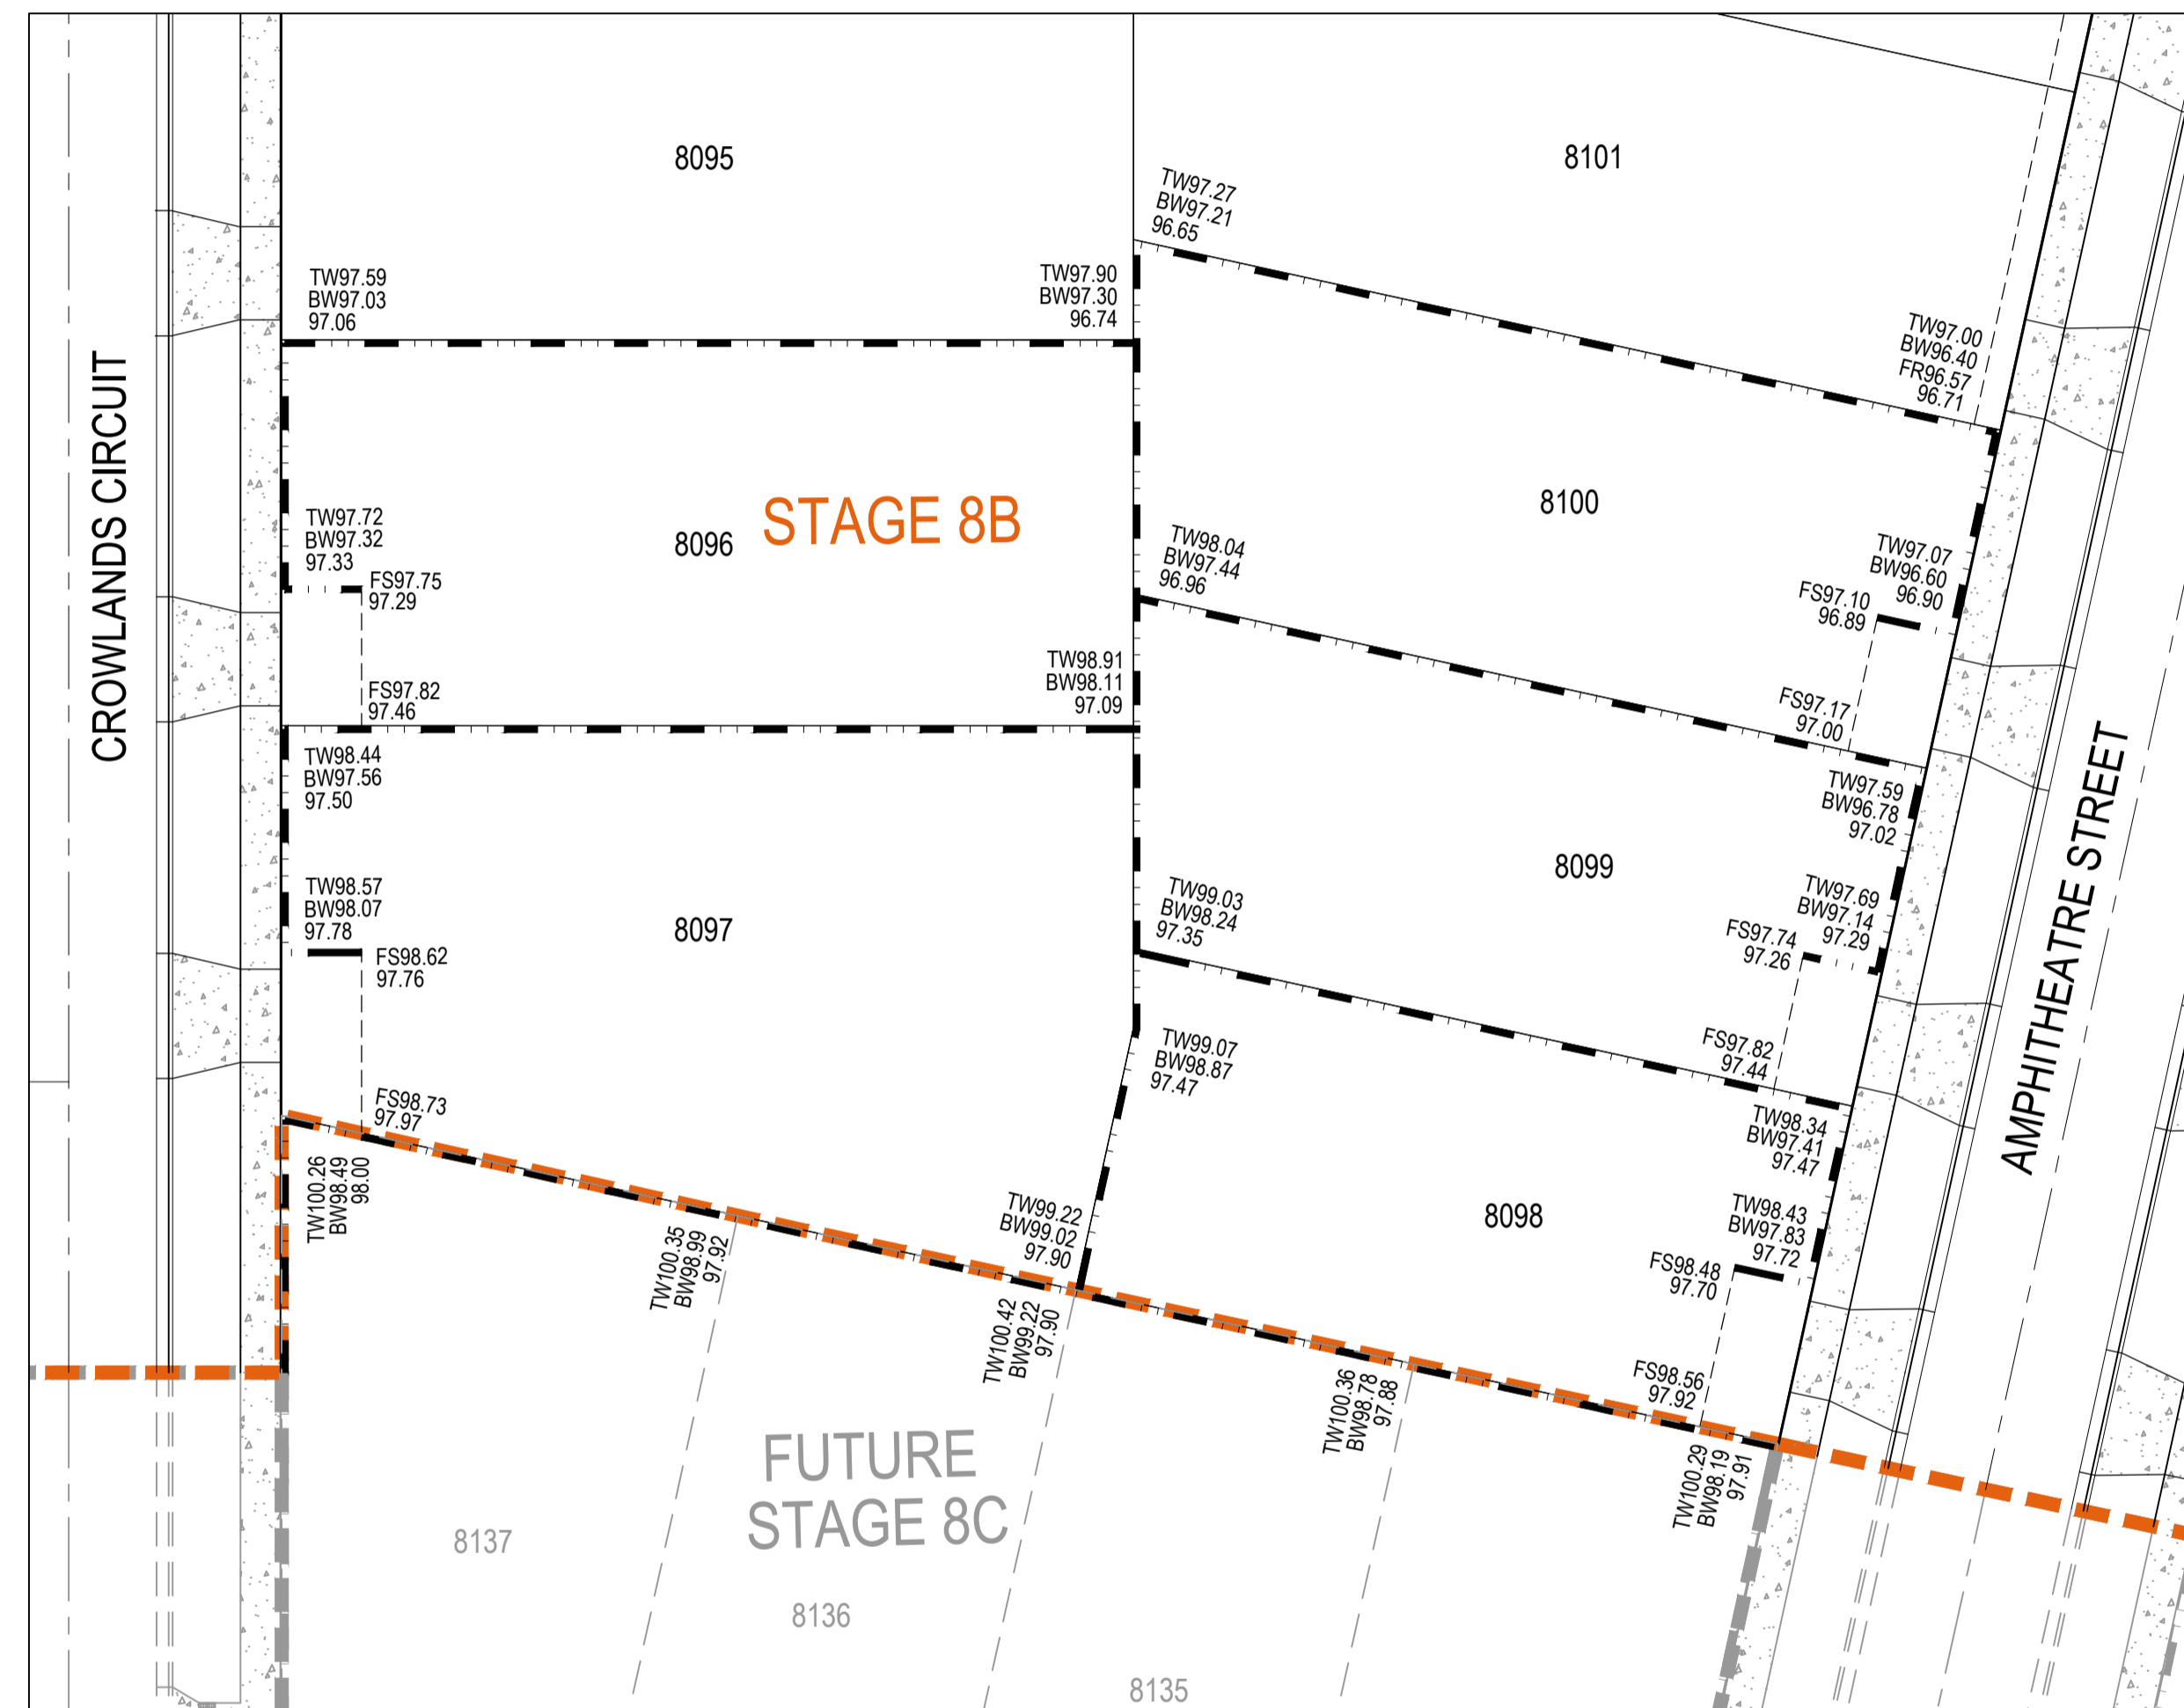 8095
8101
TW97.27
BW97.21
96.65
TW97.59
BW97.03
97.06
TW97.90
BW97.30
96.74
TW97.00
BW96.40
FR96.57
96.71
CROWLANDS CIRCUIT
STAGE 8B
8096
8100
TW97.72
BW97.32
97.33
FS97.75
97.29
TW98.04
BW97.44
96.96
TW97.07
BW96.60
96.90
FS97.10
96.89
FS97.82
97.46
TW98.91
BW98.11
97.09
FS97.17
97.00
TW98.44
BW97.56
97.50
TW97.59
BW96.78
97.02
AMPHITHEATRE STREET
8097
8099
TW98.57
BW98.07
97.78
FS98.62
97.76
TW99.03
BW98.24
97.35
TW97.69
BW97.14
97.29
FS97.74
97.26
TW99.07
BW98.87
97.47
FS97.82
97.44
FS98.73
97.97
TW98.34
BW97.41
97.47
TW100.26
BW98.49
98.00
TW99.22
BW99.02
97.90
8098
TW98.43
BW97.83
97.72
FS98.48
97.70
TW100.35
BW98.99
97.92
TW100.42
BW99.22
97.90
TW100.36
BW98.78
97.88
FS98.56
97.92
TW100.29
BW98.19
97.91
FUTURE
STAGE 8C
8137
8136
8135